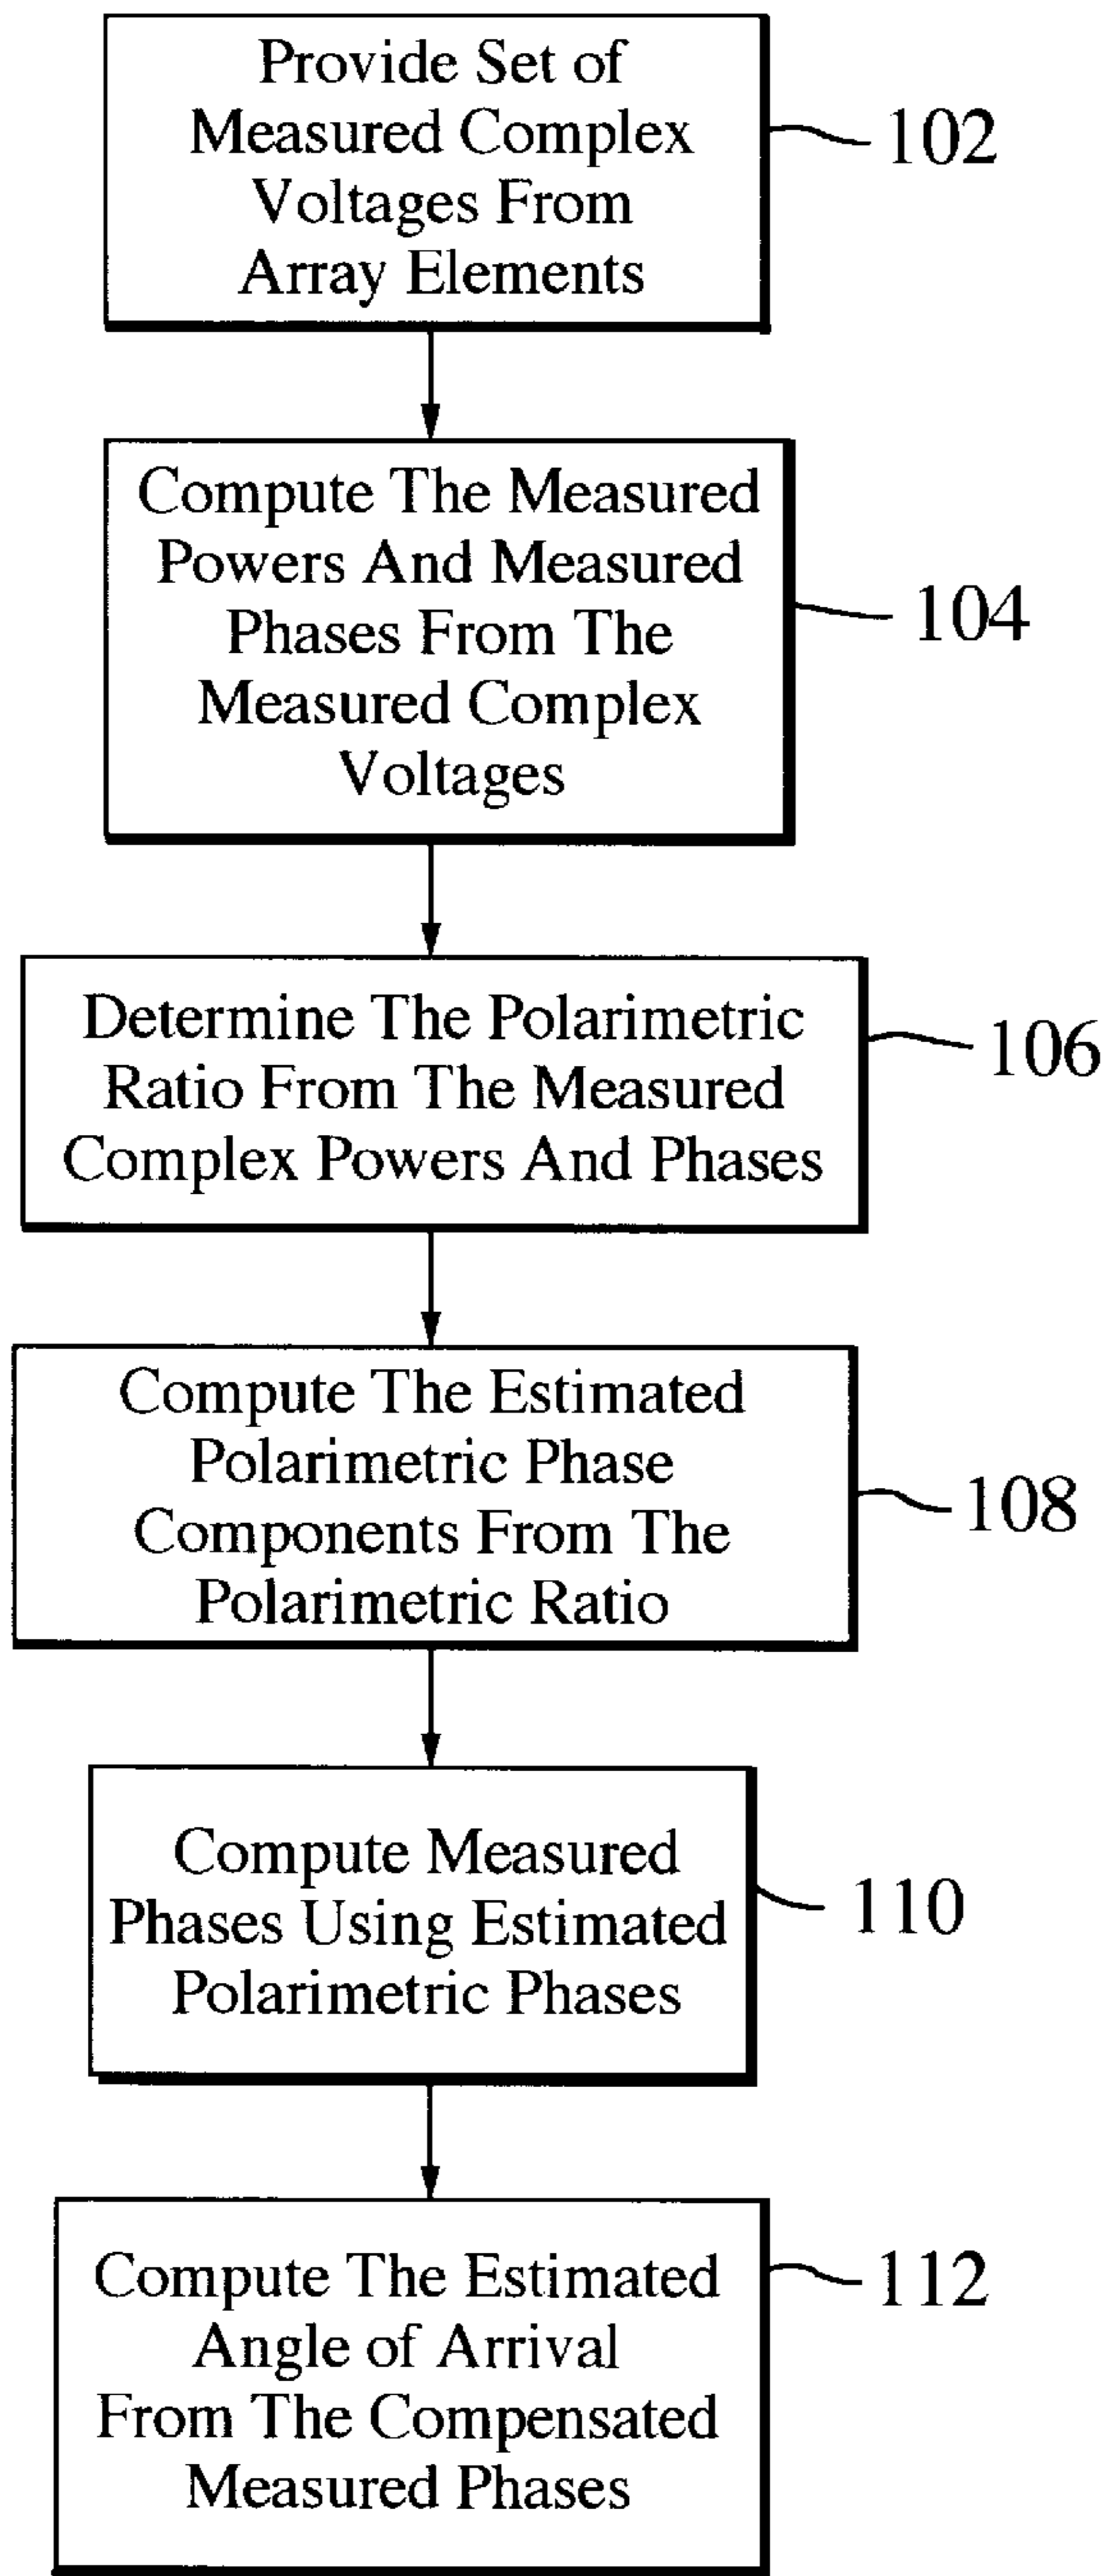 Provide Set of
Measured Complex
Voltages From
Array Elements
102
Compute The Measured
Powers And Measured
Phases From The
Measured Complex
Voltages
104
Determine The Polarimetric
Ratio From The Measured
Complex Powers And Phases
106
Compute The Estimated
Polarimetric Phase
Components From The
Polarimetric Ratio
108
Compute Measured
Phases Using Estimated
Polarimetric Phases
110
Compute The Estimated
Angle of Arrival
From The Compensated
Measured Phases
112